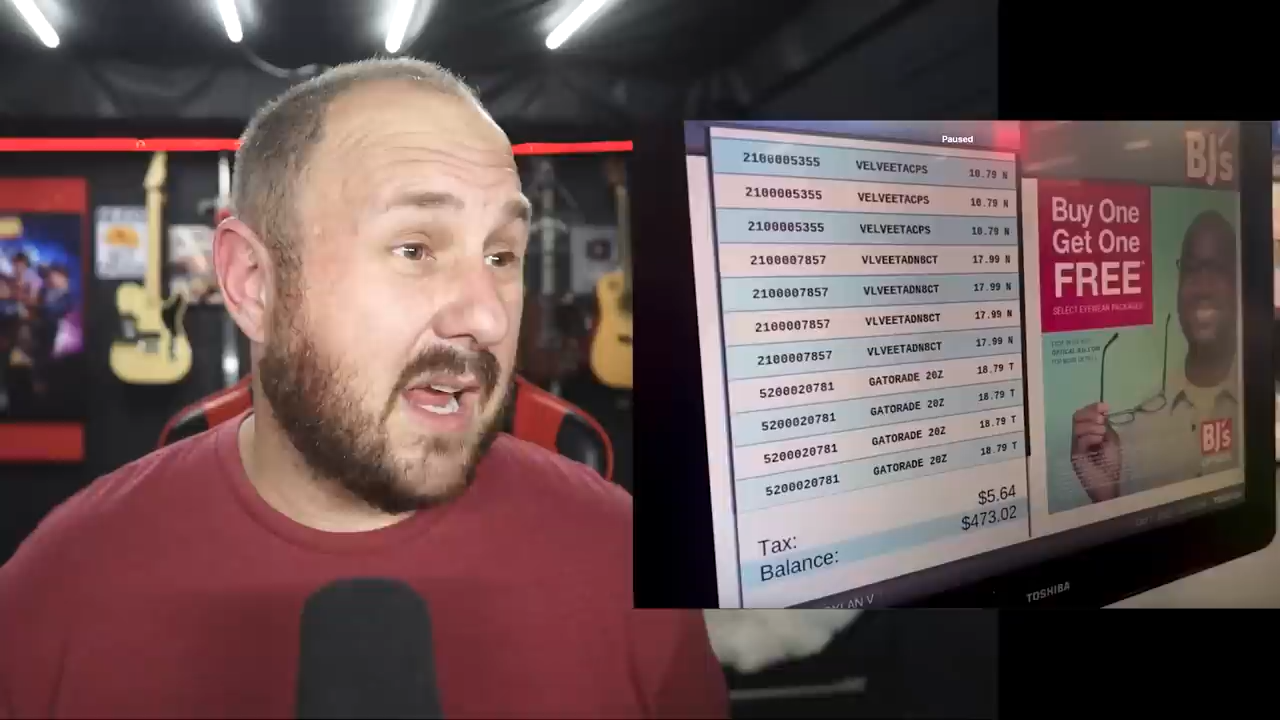 Paused
2100005355 VELVEETACPS 10.79 N
2100005355 VELVEETACPS 10.79 N
2100005355 VELVEETACPS 10.79 N
2100007857 VLVEETADN8CT 17.99 N
2100007857 VLVEETADN8CT 17.99 N
2100007857 VLVEETADN8CT 17.99 N
2100007857 VLVEETADN8CT 17.99 N
5200020781 GATORADE 20Z 18.79 T
5200020781 GATORADE 20Z 18.79 T
5200020781 GATORADE 20Z 18.79 T
5200020781 GATORADE 20Z 18.79 T
Tax: $5.64
Balance: $473.02
BJ's
Buy One
Get One
FREE
SELECT EYEWEAR PACKAGES
BJ's
TOSHIBA